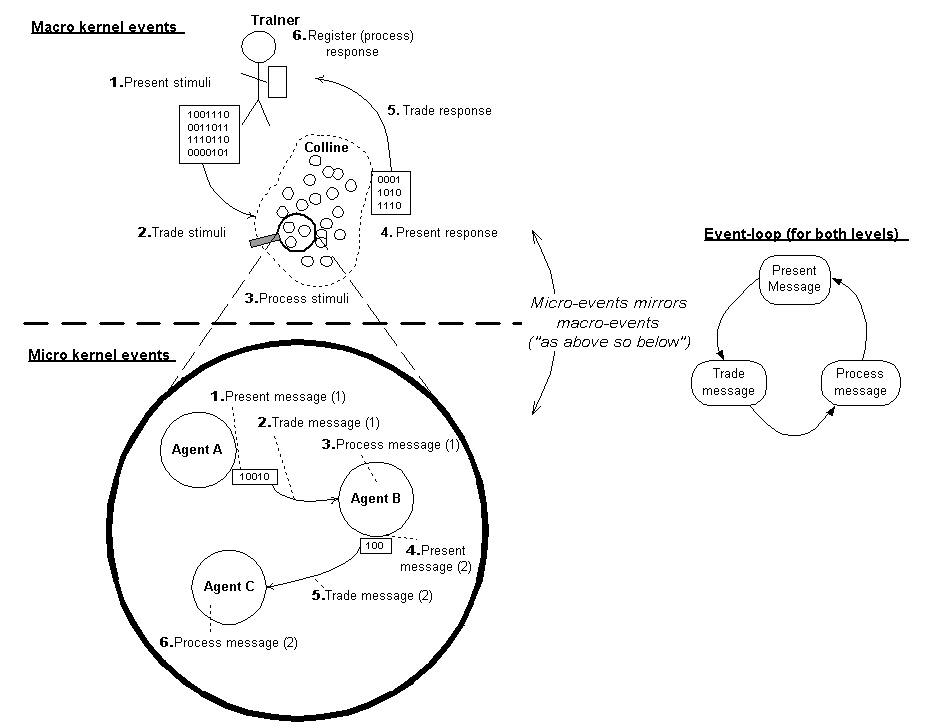 Macro kernel events
Trainer
6.Register (process)
response
1.Present stimuli
1001110
0011011
1110110
0000101
5. Trade response
Colline
0001
1010
1110
2.Trade stimuli
4. Present response
3.Process stimuli
Micro-events mirrors
macro-events
("as above so below")
Event-loop (for both levels)
Present
Message
Trade
message
Process
message
Micro kernel events
1.Present message (1)
2.Trade message (1)
3.Process message (1)
Agent A
10010
Agent B
100
4.Present
message (2)
Agent C
5.Trade message (2)
6.Process message (2)